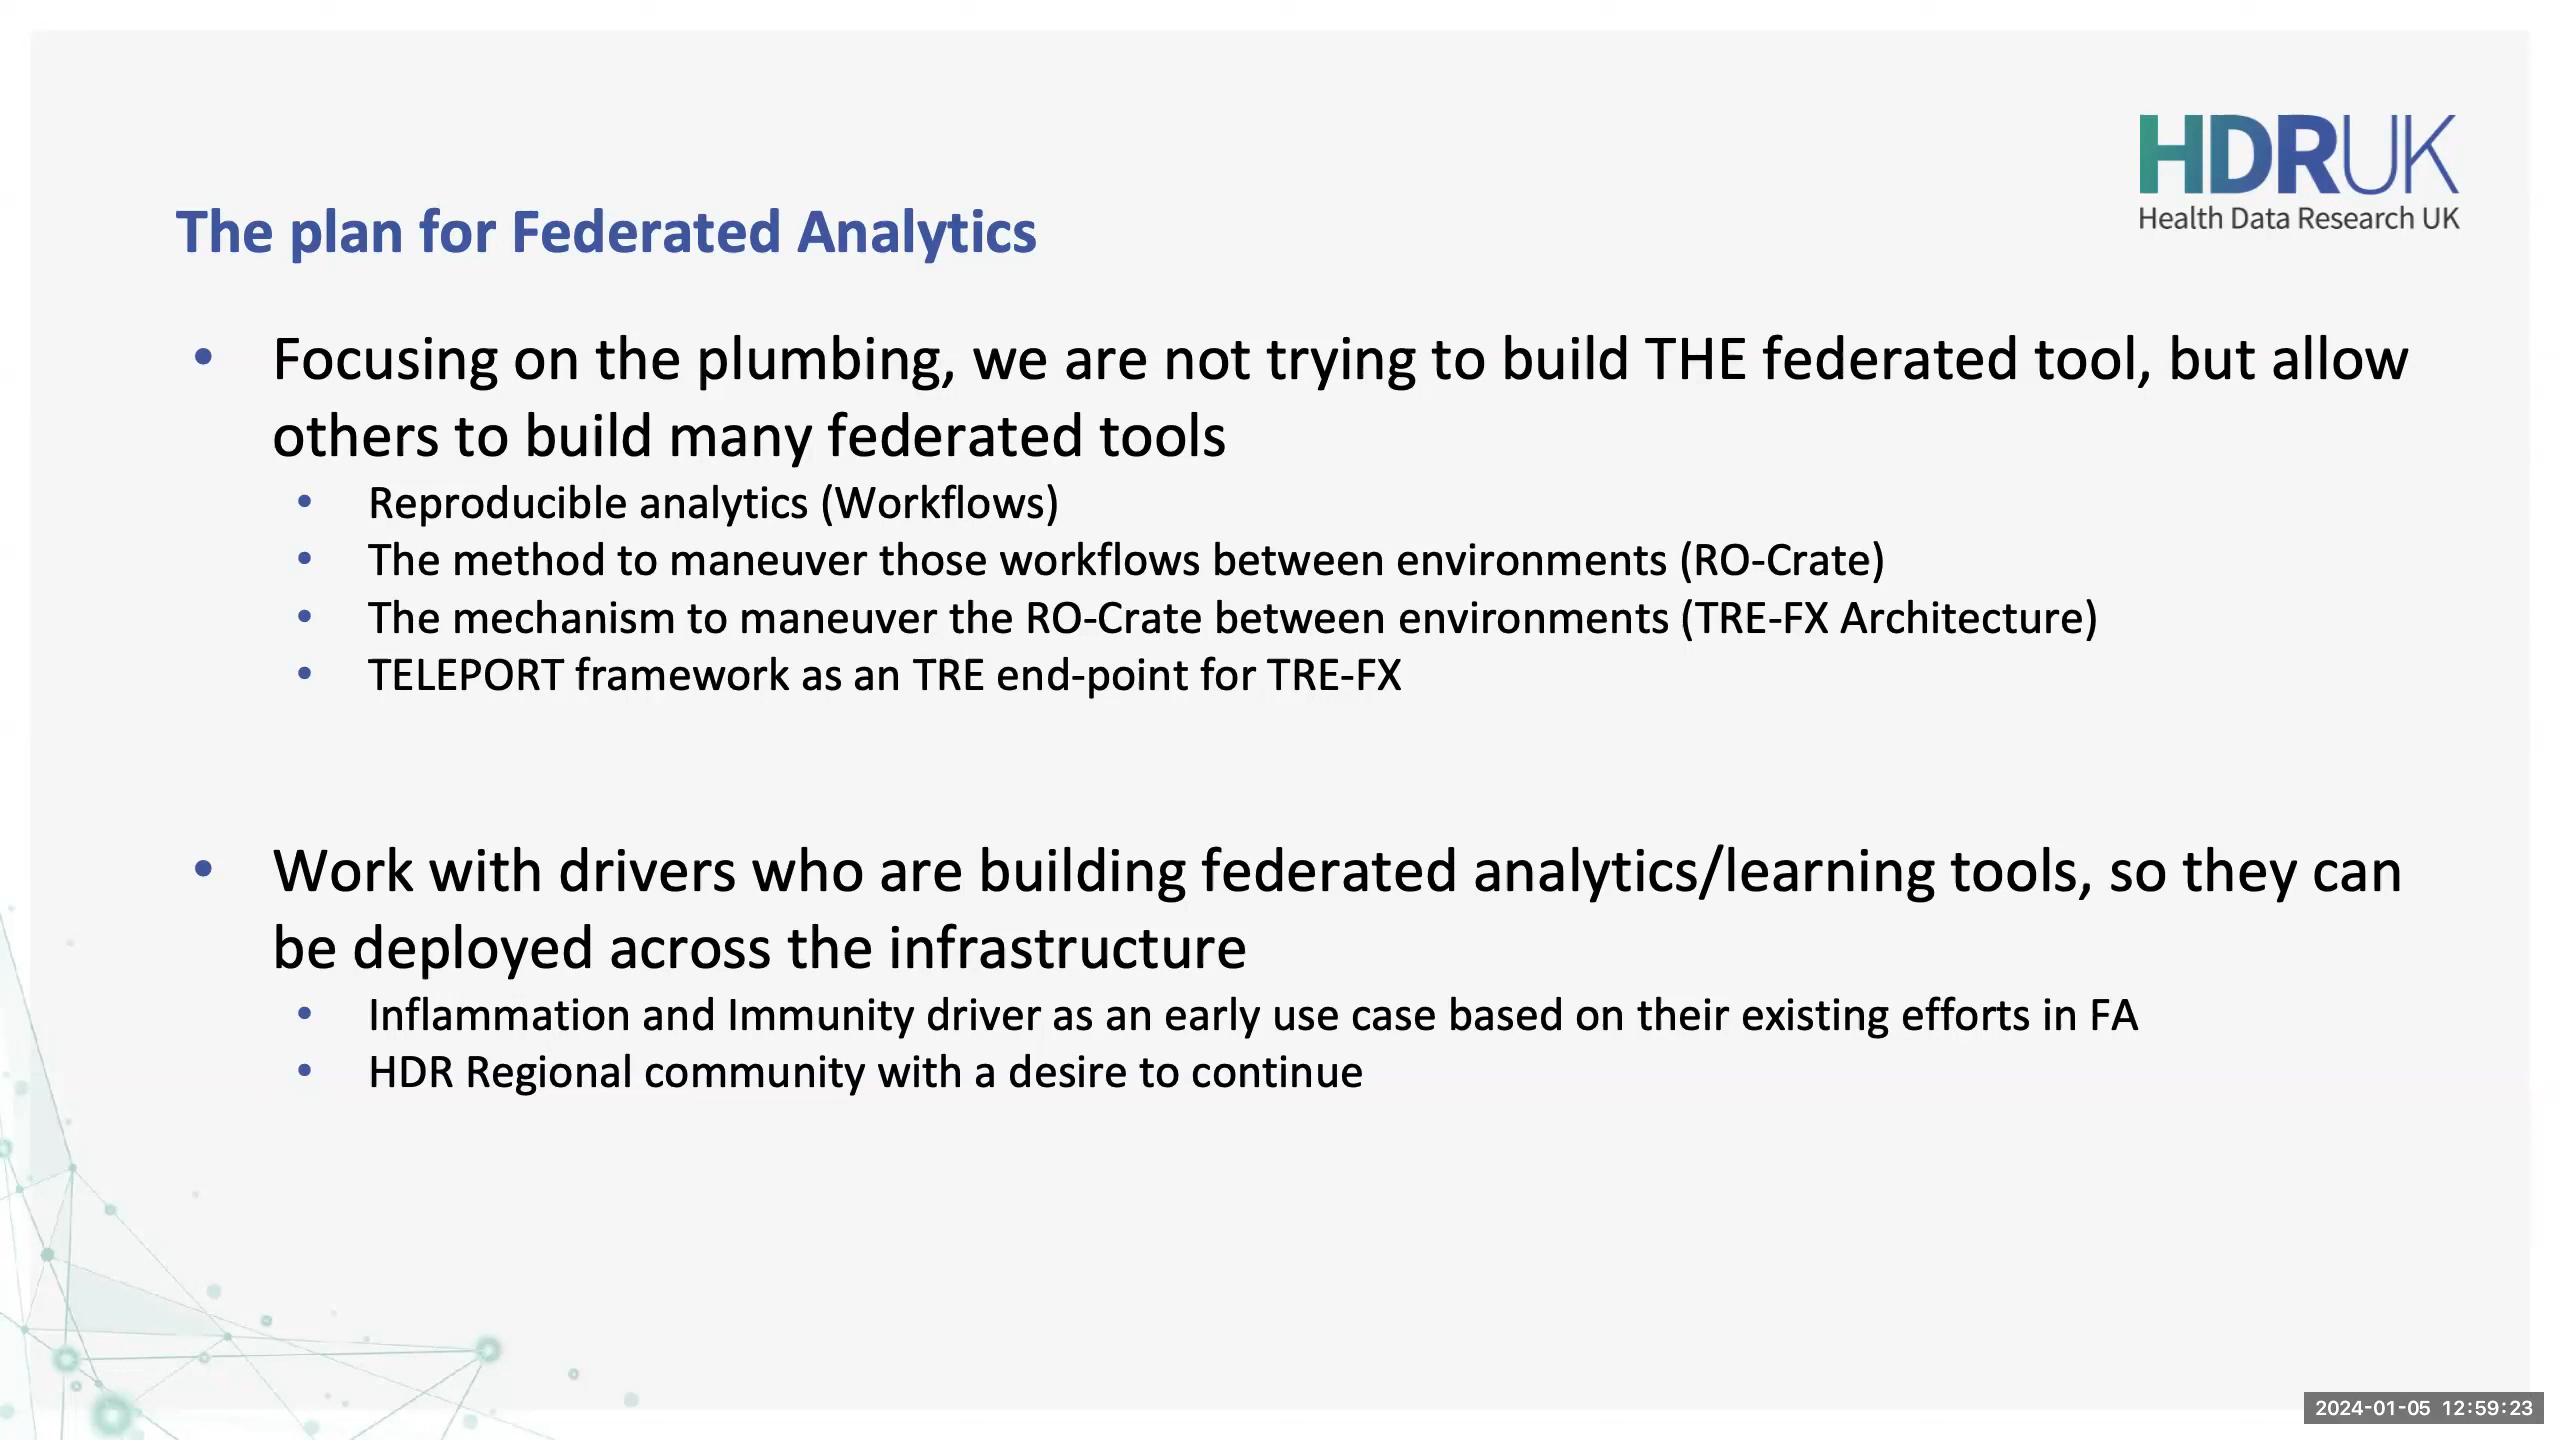 HDRUK
Health Data Research UK
The plan for Federated Analytics
• Focusing on the plumbing, we are not trying to build THE federated tool, but allow
others to build many federated tools
• Reproducible analytics (Workflows)
• The method to maneuver those workflows between environments (RO-Crate)
• The mechanism to maneuver the RO-Crate between environments (TRE-FX Architecture)
• TELEPORT framework as an TRE end-point for TRE-FX
• Work with drivers who are building federated analytics/learning tools, so they can
be deployed across the infrastructure
• Inflammation and Immunity driver as an early use case based on their existing efforts in FA
• HDR Regional community with a desire to continue
2024-01-05 12:59:23